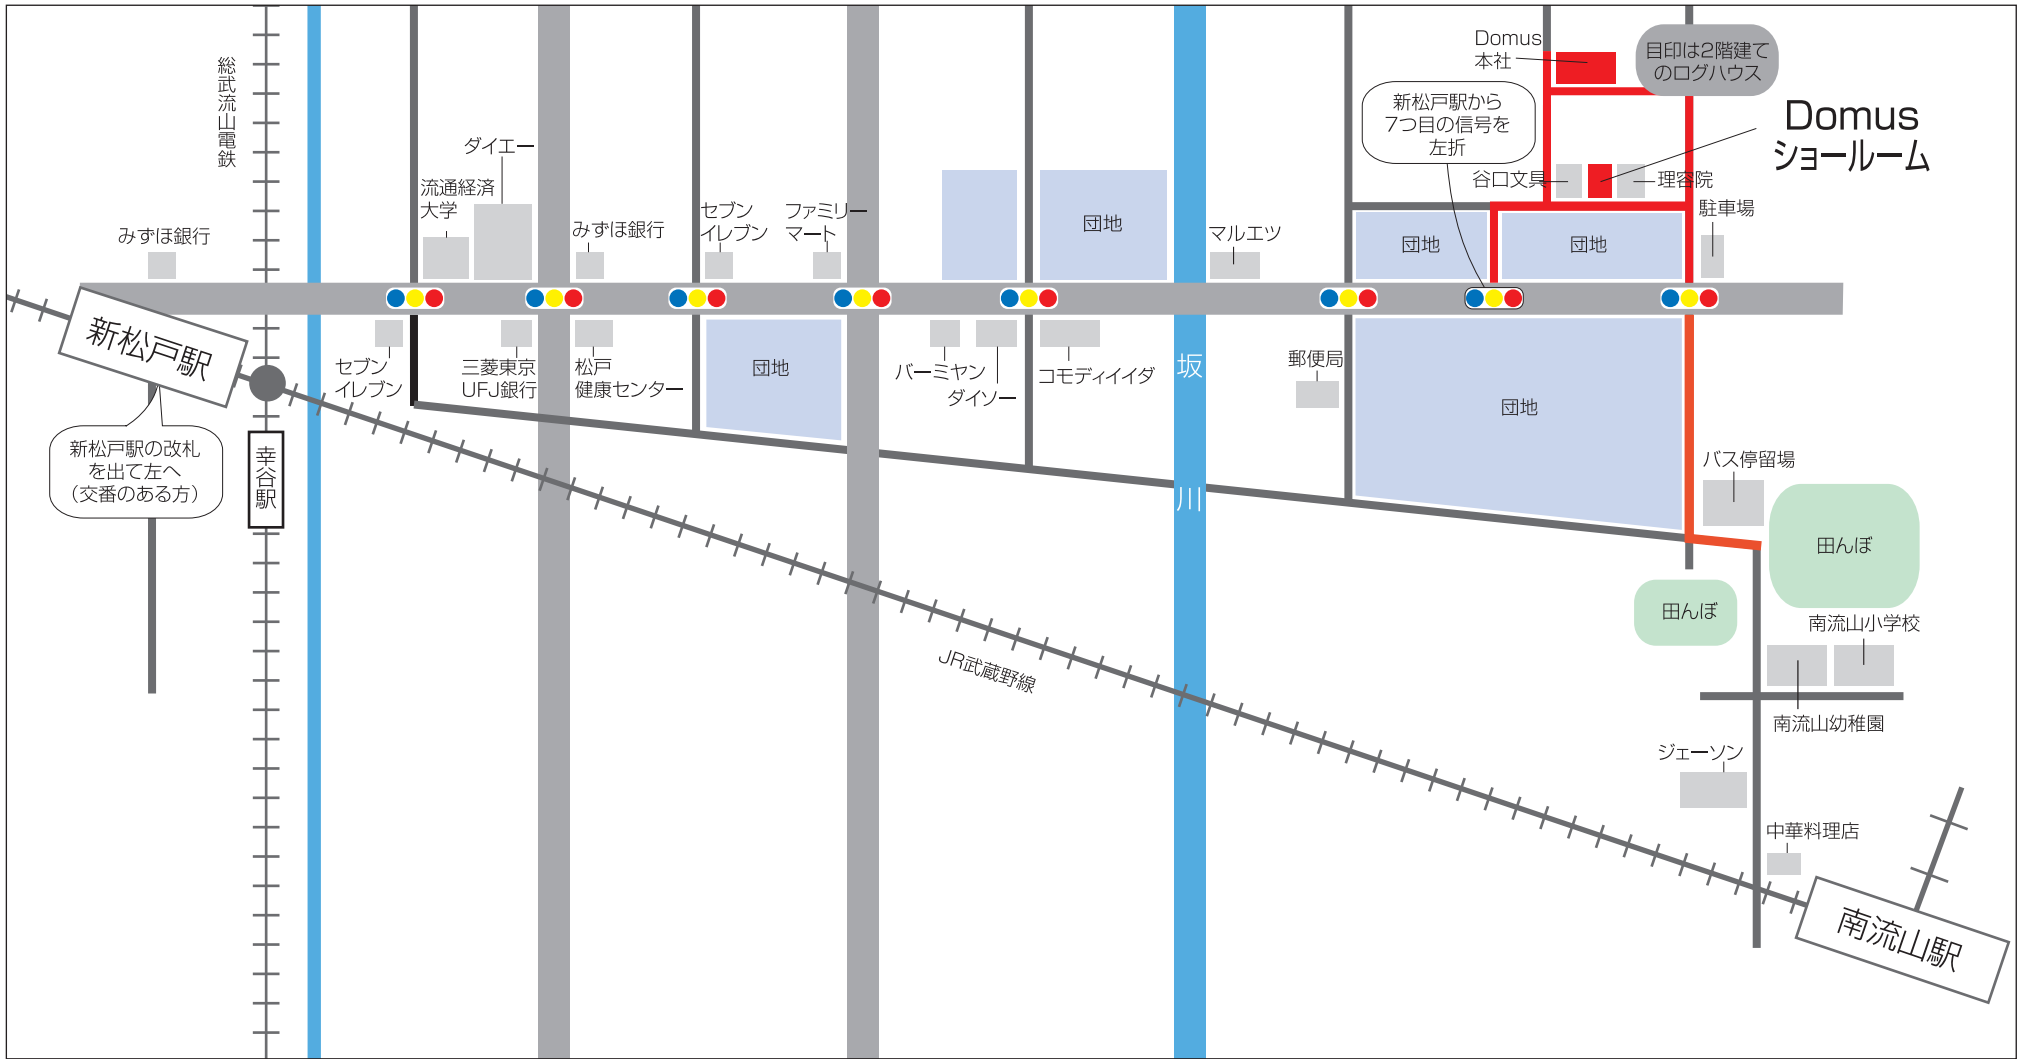 Domus
本社
目印は2階建て
のログハウス
新松戸駅から
7つ目の信号を
左折
Domus
ショールーム
総武流山電鉄
ダイエー
流通経済
大学
みずほ銀行
みずほ銀行
セブン
イレブン
ファミリー
マート
団地
マルエツ
谷口文具
理容院
駐車場
団地
団地
新松戸駅
セブン
イレブン
三菱東京
UFJ銀行
松戸
健康センター
団地
バーミヤン
ダイソー
コモディイイダ
坂川
郵便局
団地
新松戸駅の改札
を出て左へ
（交番のある方）
幸谷駅
バス停留場
田んぼ
田んぼ
南流山小学校
JR武蔵野線
南流山幼稚園
ジェーソン
中華料理店
南流山駅